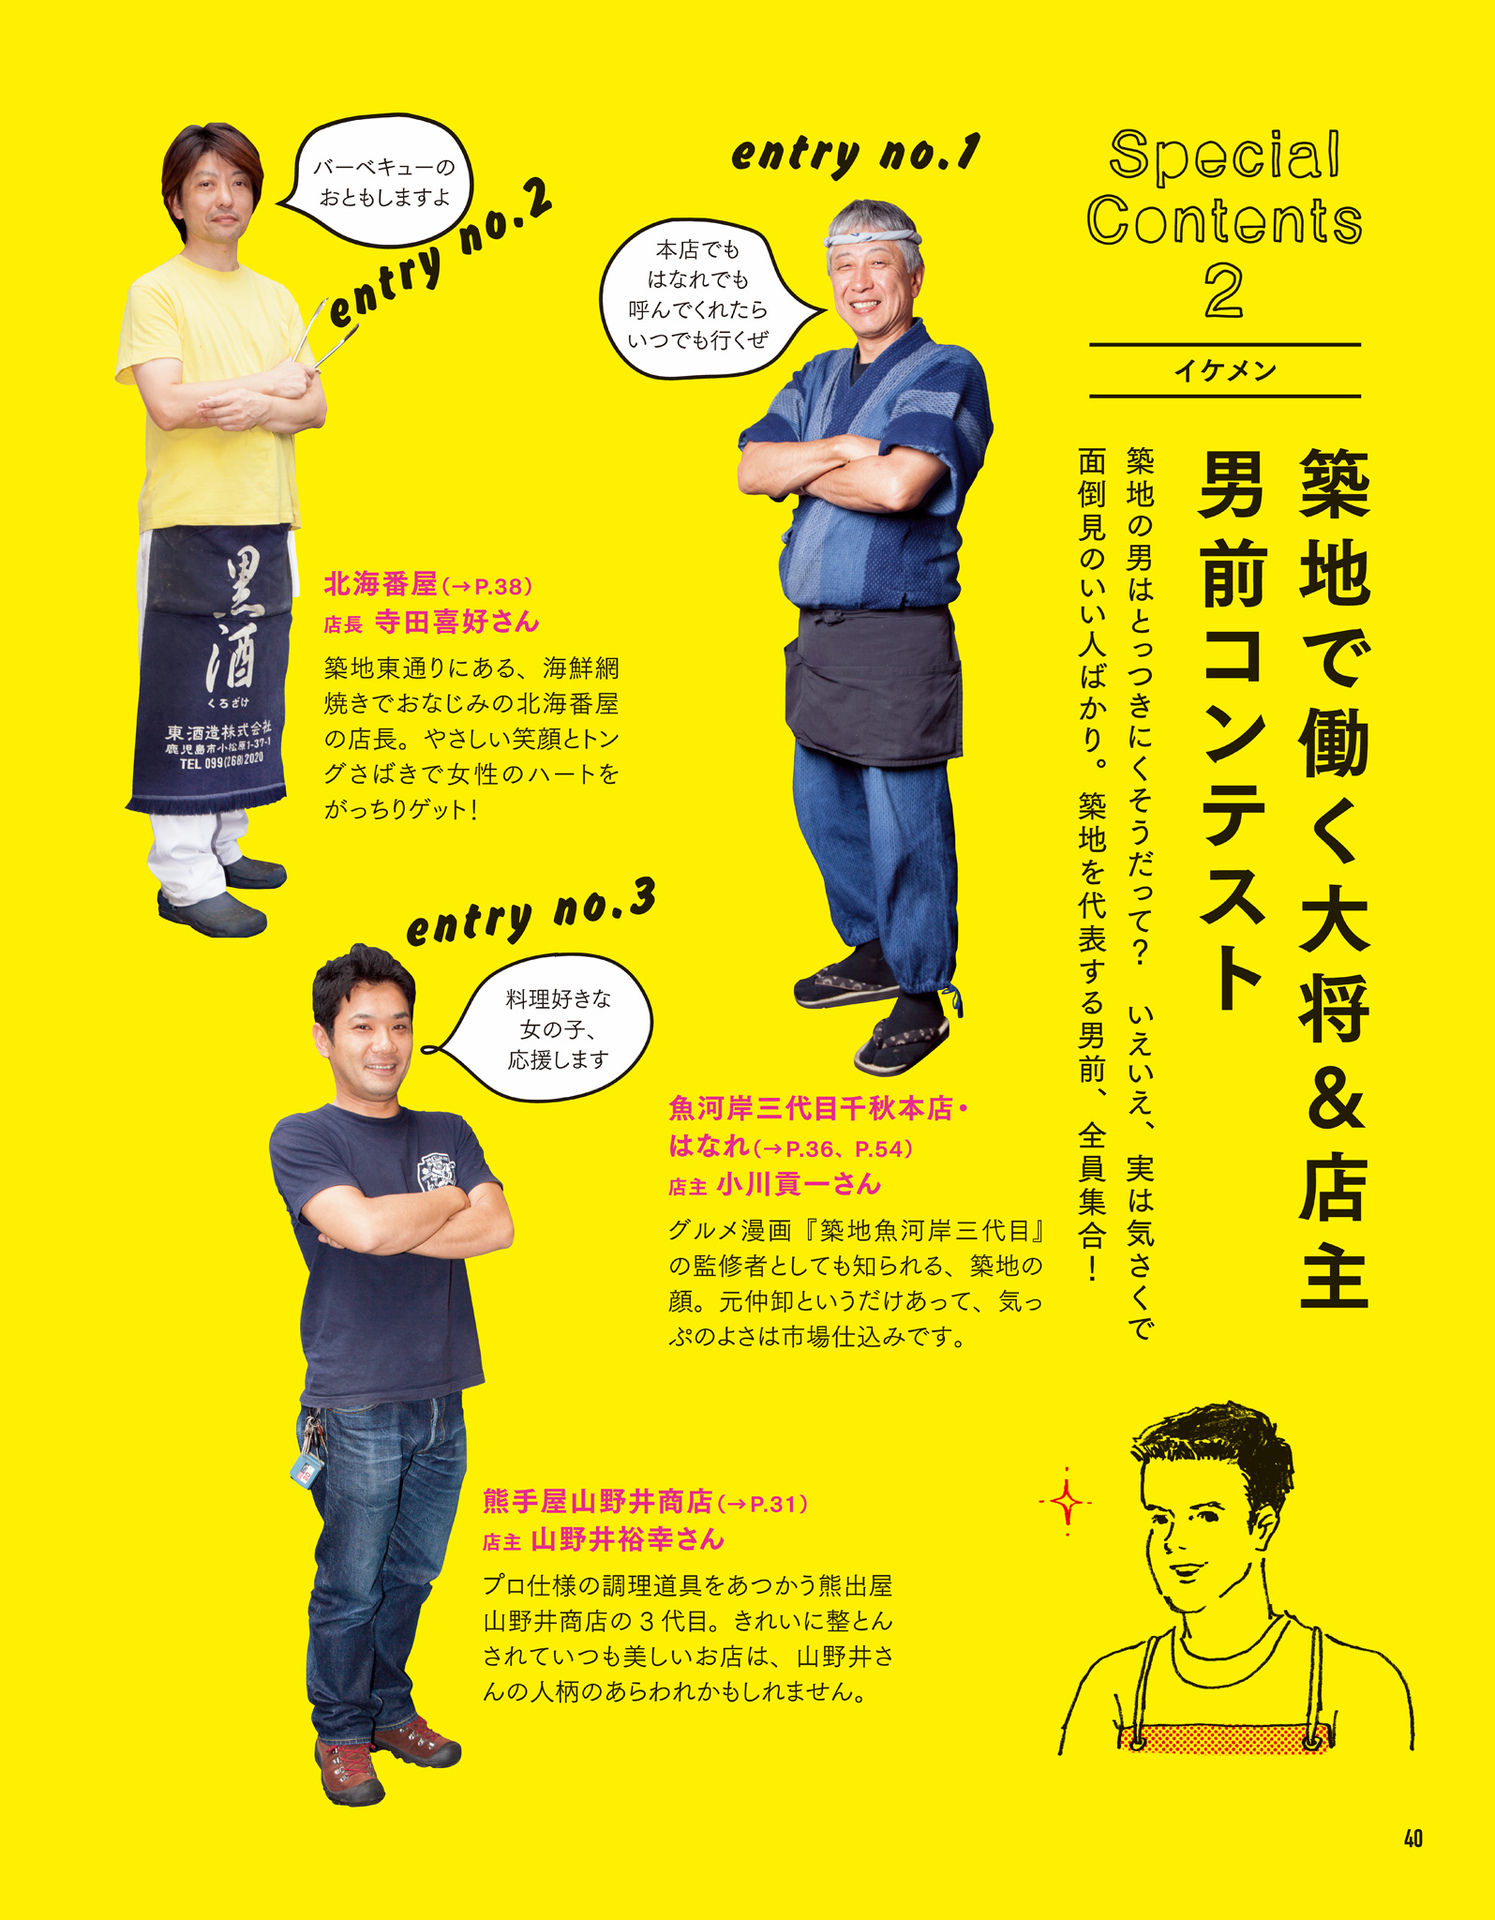 Special
Contents
2
イケメン
築地で働く大将&店主
男前コンテスト
築地の男はとっつきにくそうだって?　いえいえ、実は気さくで
面倒見のいい人ばかり。築地を代表する男前、全員集合!
entry no.1
本店でも
はなれでも
呼んでくれたら
いつでも行くぜ
魚河岸三代目千秋本店・
はなれ(→P.36、P.54)
店主 小川貢一さん
グルメ漫画『築地魚河岸三代目』
の監修者としても知られる、築地の
顔。元仲卸というだけあって、気っ
ぷのよさは市場仕込みです。
entry no.2
バーベキューの
おともしますよ
黒酒
くろざけ
東酒造株式会社
鹿児島市小松原1-37-1
TEL 099(268)2020
北海番屋(→P.38)
店長 寺田喜好さん
築地東通りにある、海鮮網
焼きでおなじみの北海番屋
の店長。やさしい笑顔とトン
グさばきで女性のハートを
がっちりゲット!
entry no.3
料理好きな
女の子、
応援します
熊手屋山野井商店(→P.31)
店主 山野井裕幸さん
プロ仕様の調理道具をあつかう熊出屋
山野井商店の3代目。きれいに整とん
されていつも美しいお店は、山野井さ
んの人柄のあらわれかもしれません。
40